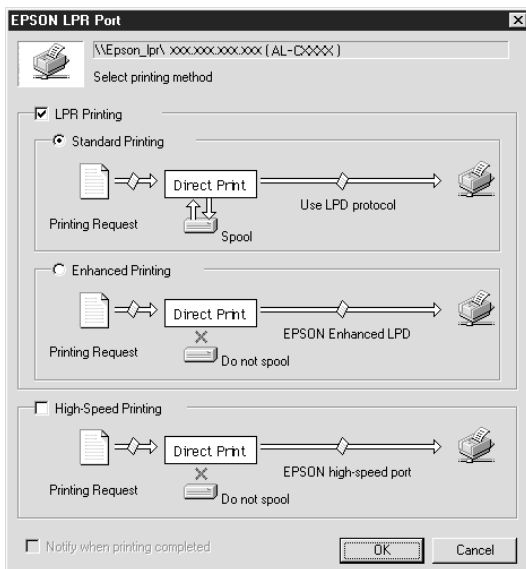 EPSON LPR Port
\\Epson_lpr\ xxx.xxx.xxx.xxx ( AL-CXXXX )
Select printing method
LPR Printing
Standard Printing
Direct Print
Use LPD protocol
Printing Request
Spool
Enhanced Printing
Direct Print
EPSON Enhanced LPD
Printing Request
Do not spool
High-Speed Printing
Direct Print
EPSON high-speed port
Printing Request
Do not spool
Notify when printing completed
OK
Cancel